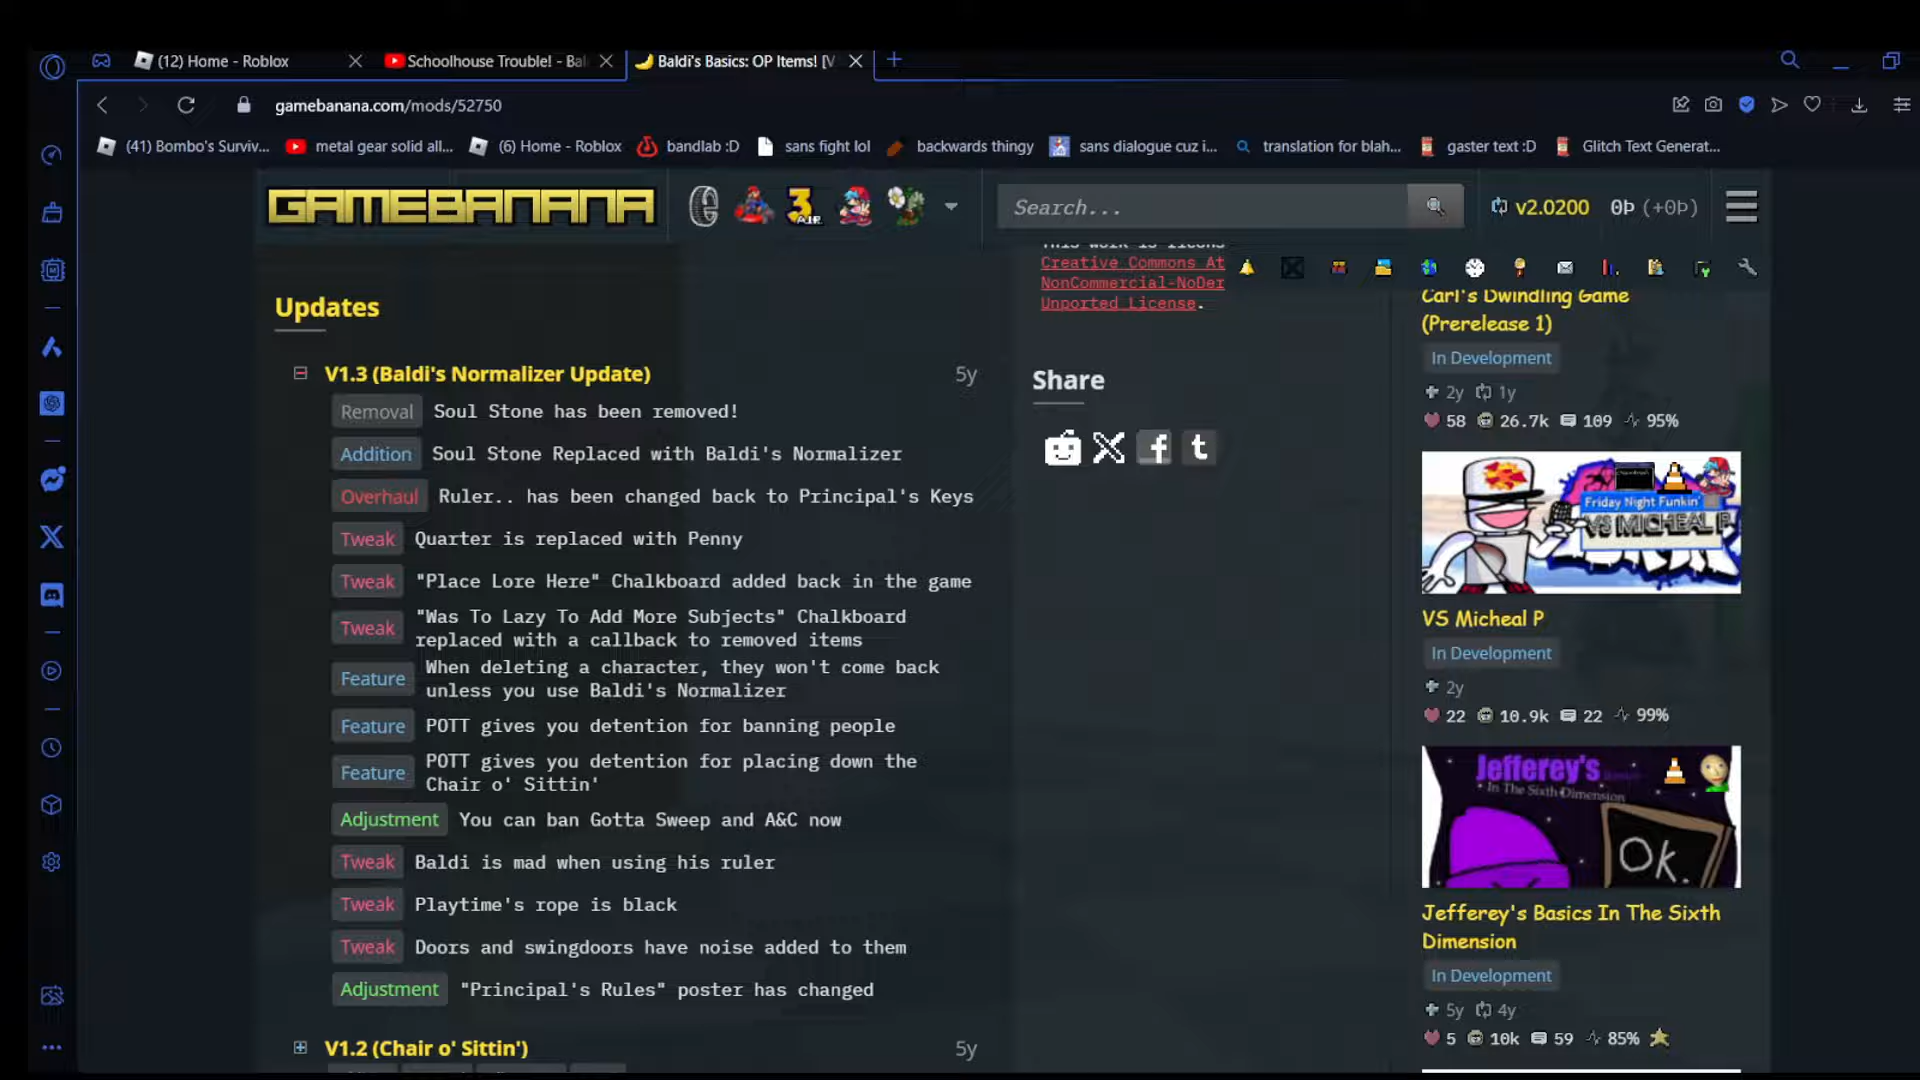 (12) Home - Roblox
Schoolhouse Trouble! - Bal
Baldi's Basics: OP Items! [V
gamebanana.com/mods/52750
(41) Bombo's Surviv...
metal gear solid all...
(6) Home - Roblox
bandlab :D
sans fight lol
backwards thingy
sans dialogue cuz i...
translation for blah...
gaster text :D
Glitch Text Generat...
GAMEBANANA
Search...
v2.0200
0Þ (+0Þ)
This work is licens
Creative Commons At
NonCommercial-NoDer
Unported License.
Updates
V1.3 (Baldi's Normalizer Update)
5y
Removal Soul Stone has been removed!
Addition Soul Stone Replaced with Baldi's Normalizer
Overhaul Ruler.. has been changed back to Principal's Keys
Tweak Quarter is replaced with Penny
Tweak "Place Lore Here" Chalkboard added back in the game
Tweak "Was To Lazy To Add More Subjects" Chalkboard
replaced with a callback to removed items
Feature When deleting a character, they won't come back
unless you use Baldi's Normalizer
Feature POTT gives you detention for banning people
Feature POTT gives you detention for placing down the
Chair o' Sittin'
Adjustment You can ban Gotta Sweep and A&C now
Tweak Baldi is mad when using his ruler
Tweak Playtime's rope is black
Tweak Doors and swingdoors have noise added to them
Adjustment "Principal's Rules" poster has changed
V1.2 (Chair o' Sittin')
5y
Share
Carl's Dwindling Game
(Prerelease 1)
In Development
2y 1y
58 26.7k 109 95%
Friday Night Funkin'
VS MICHEAL P
VS Micheal P
In Development
2y
22 10.9k 22 99%
Jefferey's
In The Sixth Dimension
Ok.
Jefferey's Basics In The Sixth
Dimension
In Development
5y 4y
5 10k 59 85%